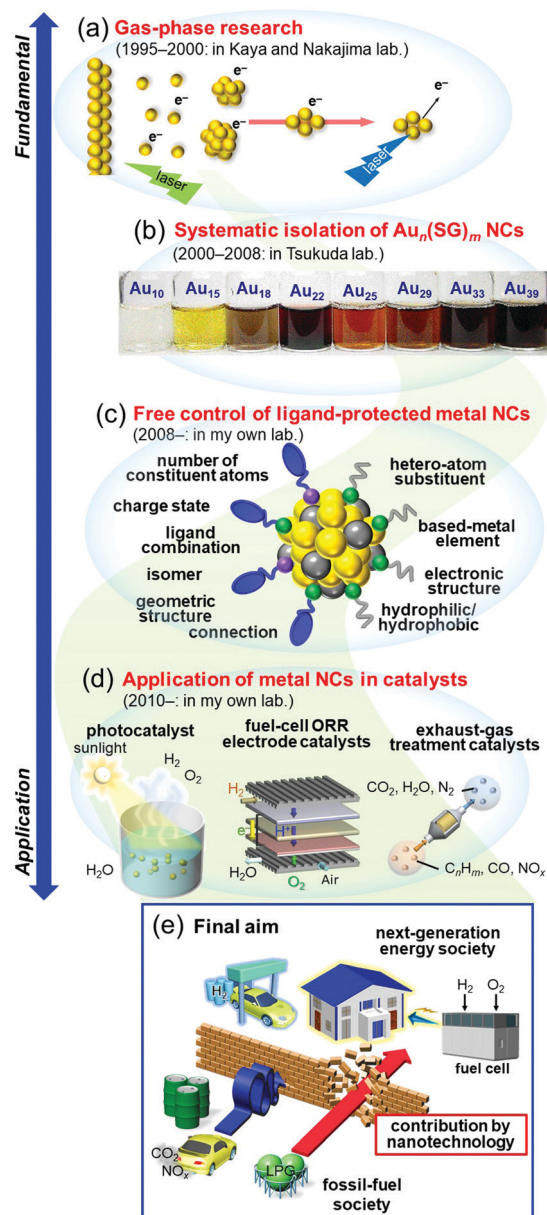 Fundamental
(a) Gas-phase research
(1995–2000: in Kaya and Nakajima lab.)
e−
e−
e−
e−
e−
e−
laser
laser
(b) Systematic isolation of Aun(SG)m NCs
(2000–2008: in Tsukuda lab.)
Au10 Au15 Au18 Au22 Au25 Au29 Au33 Au39
(c) Free control of ligand-protected metal NCs
(2008–: in my own lab.)
number of
constituent atoms
charge state
ligand
combination
isomer
geometric
structure
connection
hetero-atom
substituent
based-metal
element
electronic
structure
hydrophilic/
hydrophobic
(d) Application of metal NCs in catalysts
(2010–: in my own lab.)
photocatalyst
sunlight
H2
O2
H2O
fuel-cell ORR
electrode catalysts
H2
e−
H+
H2O
O2
Air
exhaust-gas
treatment catalysts
CO2, H2O, N2
CnHm, CO, NOx
Application
(e) Final aim
next-generation
energy society
H2
H2 O2
fuel cell
contribution by
nanotechnology
CO2
NOx
LPG
fossil-fuel
society